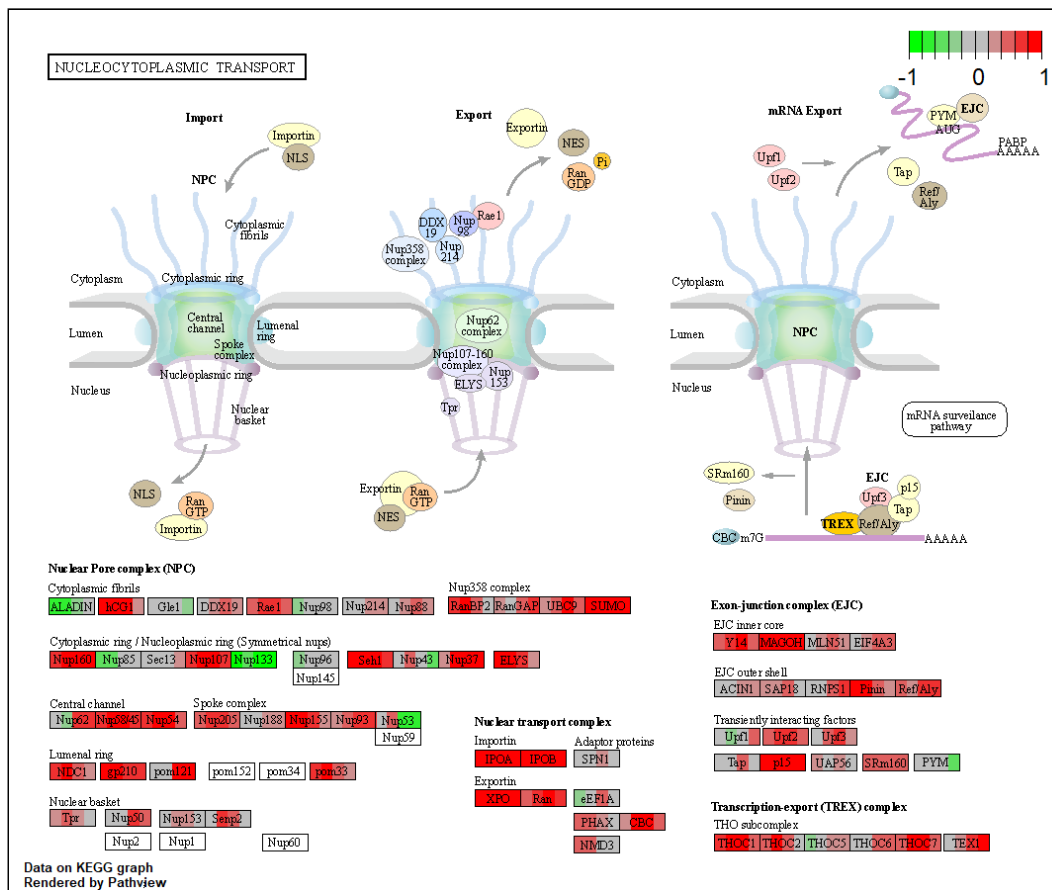 NUCLEOCYTOPLASMIC TRANSPORT
-1 0 1
Import
Importin
NLS
NPC
Cytoplasmic
fibrils
Cytoplasm
Cytoplasmic ring
Central
channel
Lumenal
ring
Lumen
Spoke
complex
Nucleoplasmic ring
Nucleus
Nuclear
basket
NLS
Ran
GTP
Importin
Export
Exportin
NES
Pi
Ran
GDP
DDX
19
Nup
98
Rae1
Nup358
complex
Nup
214
Nup62
complex
Nup107-160
complex
Nup
153
ELYS
Tpr
Exportin
Ran
GTP
NES
mRNA Export
PYM
EJC
AUG
PABP
AAAAA
Upf1
Upf2
Tap
Ref/
Aly
Cytoplasm
Lumen
NPC
Nucleus
mRNA surveilance
pathway
SRm160
Pinin
EJC
Upf3
p15
Tap
TREX
Ref/Aly
CBC
m7G
AAAAA
Nuclear Pore complex (NPC)
Cytoplasmic fibrils
ALADIN hCG1 Gle1 DDX19 Rae1 Nup98 Nup214 Nup88
Nup358 complex
RanBP2 RanGAP UBC9 SUMO
Cytoplasmic ring / Nucleoplasmic ring (Symmetrical nups)
Nup160 Nup85 Sec13 Nup107 Nup133 Nup96 Seh1 Nup43 Nup37 ELYS
Nup145
Central channel
Nup62 Nup58/45 Nup54
Spoke complex
Nup205 Nup188 Nup155 Nup93 Nup53
Nup59
Lumenal ring
NDC1 gp210 pom121 pom152 pom34 pom33
Nuclear basket
Tpr Nup50 Nup153 Senp2
Nup2 Nup1 Nup60
Nuclear transport complex
Importin
IPOA IPOB
Adaptor proteins
SPN1
Exportin
XPO Ran
eEF1A
PHAX CBC
NMD3
Exon-junction complex (EJC)
EJC inner core
Y14 MAGOH MLN51 EIF4A3
EJC outer shell
ACIN1 SAP18 RNPS1 Pinin Ref/Aly
Transiently interacting factors
Upf1 Upf2 Upf3
Tap p15 UAP56 SRm160 PYM
Transcription-export (TREX) complex
THO subcomplex
THOC1 THOC2 THOC5 THOC6 THOC7 TEX1
Data on KEGG graph
Rendered by Pathview